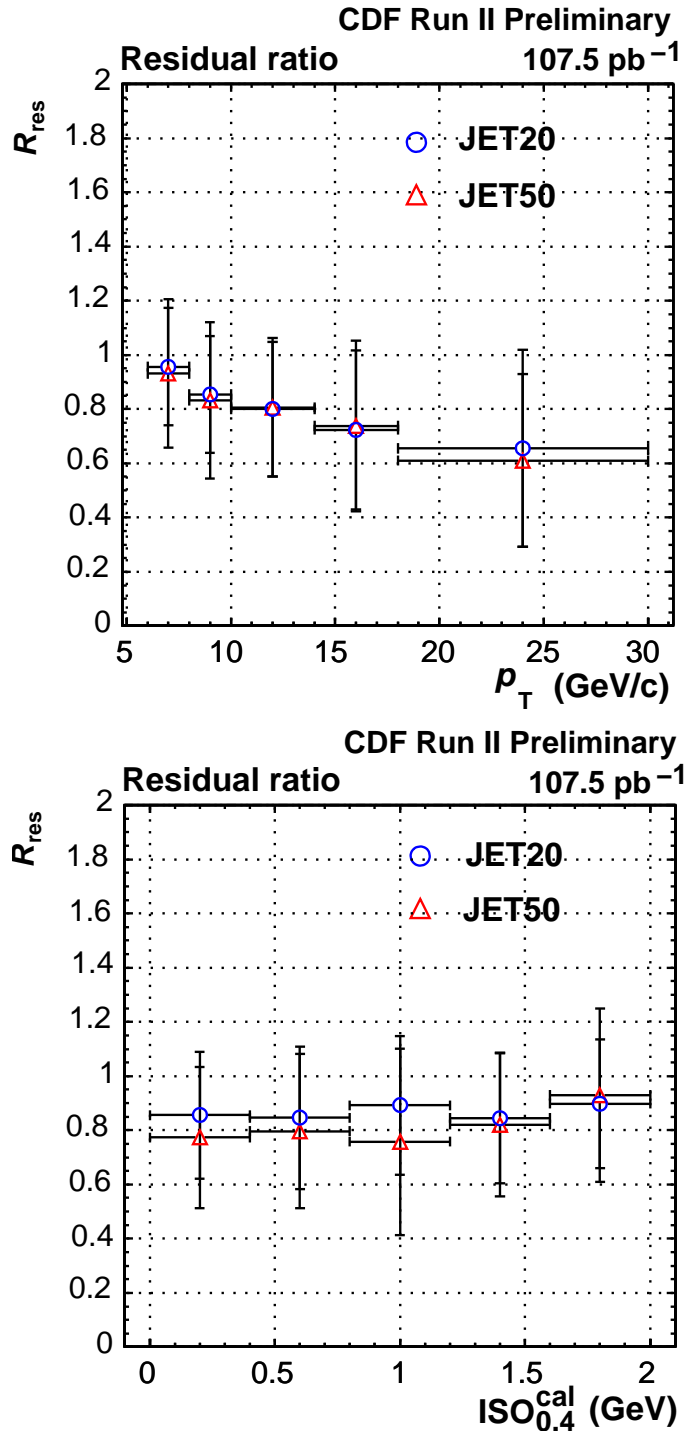 CDF Run II Preliminary
Residual ratio 107.5 pb⁻¹
R_res
2
1.8
1.6
1.4
1.2
1
0.8
0.6
0.4
0.2
0
JET20
JET50
5 10 15 20 25 30
p_T (GeV/c)
CDF Run II Preliminary
Residual ratio 107.5 pb⁻¹
R_res
2
1.8
1.6
1.4
1.2
1
0.8
0.6
0.4
0.2
0
JET20
JET50
0 0.5 1 1.5 2
ISO^cal_0.4 (GeV)